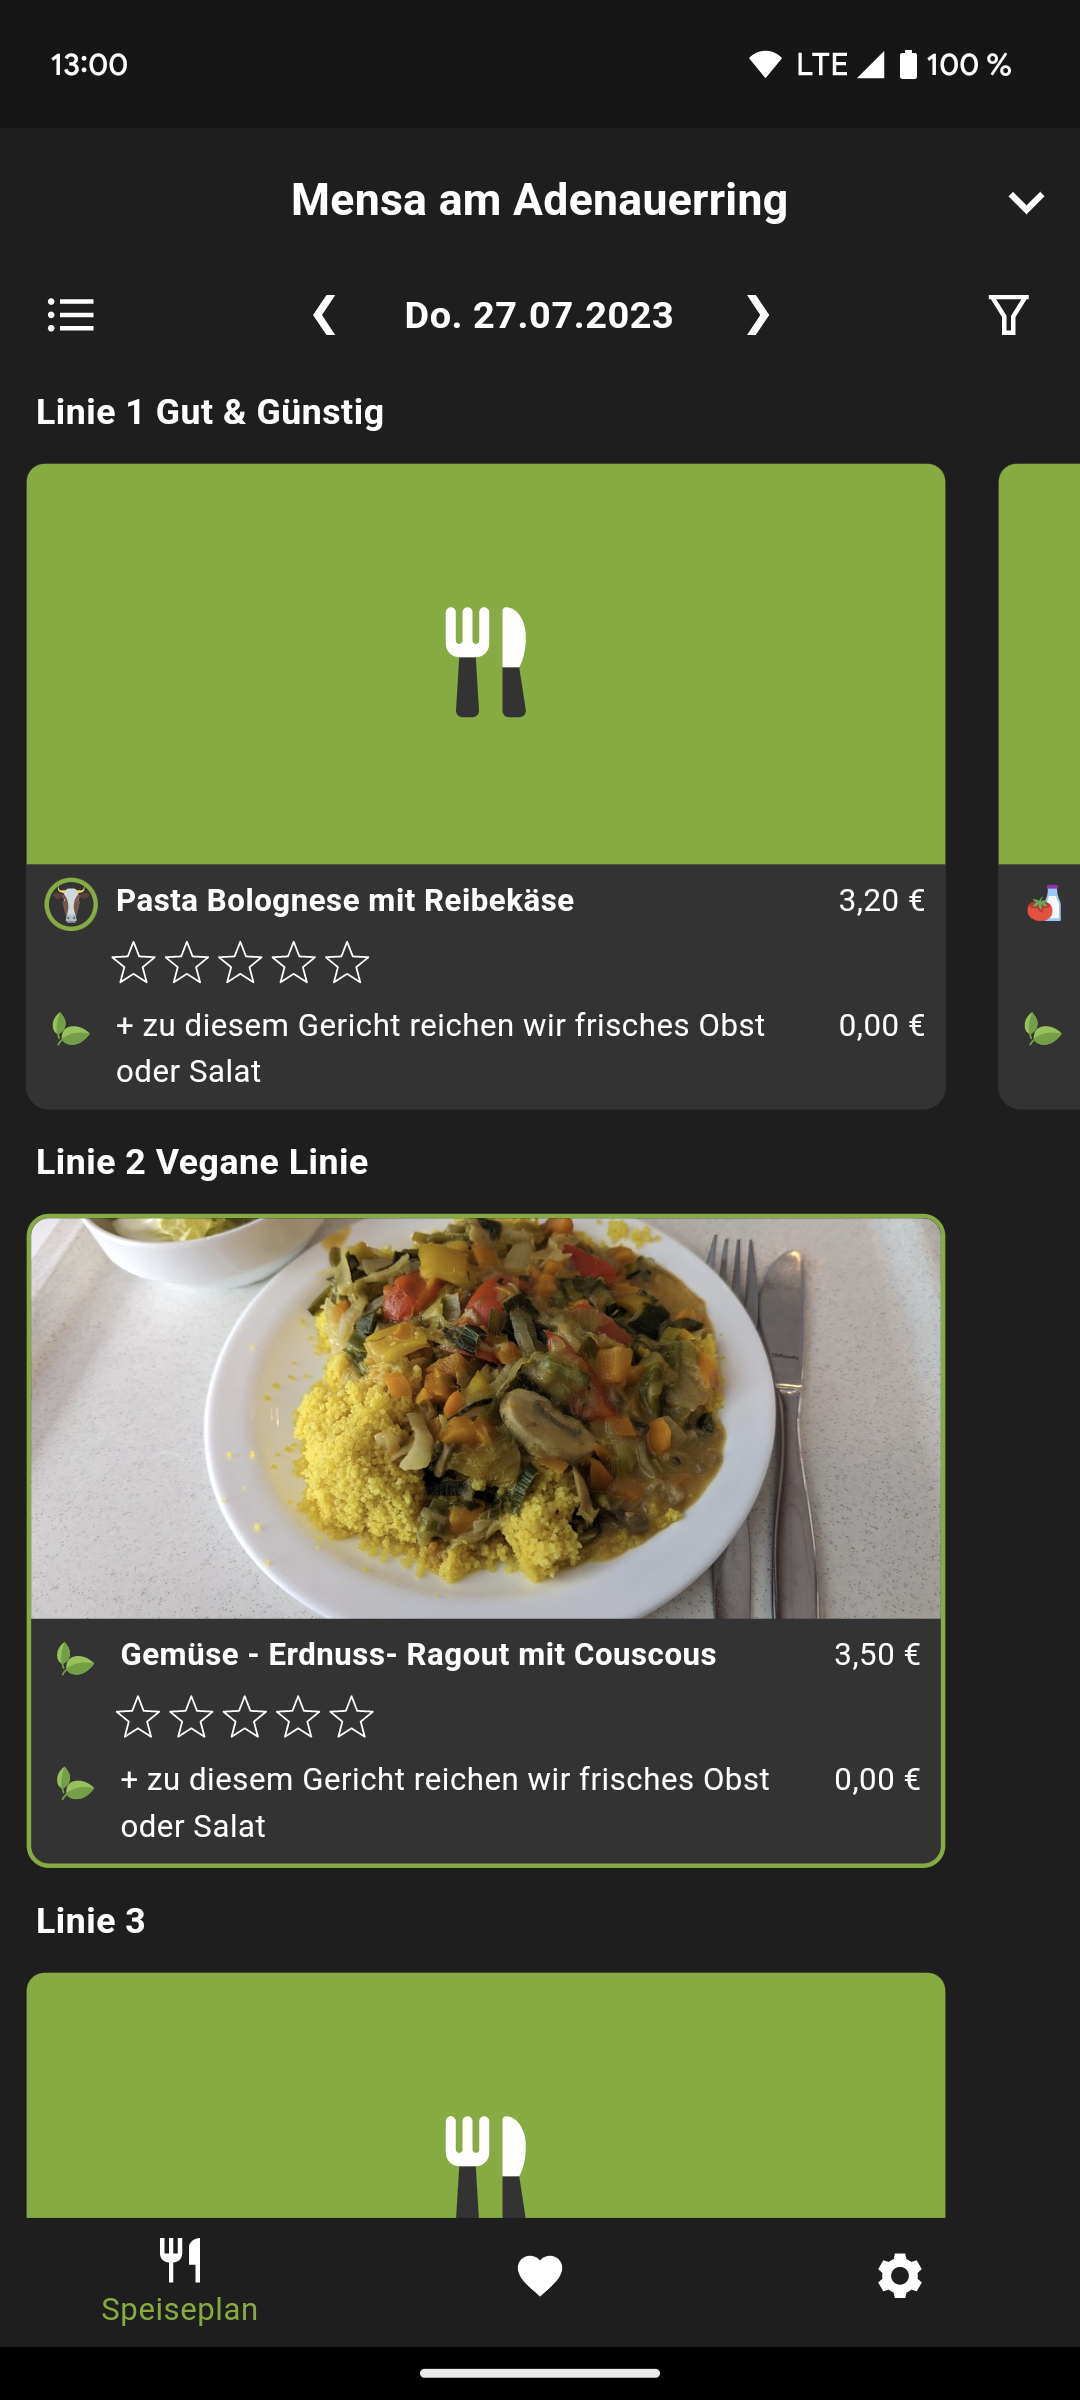 13:00
LTE 100 %
Mensa am Adenauerring
Do. 27.07.2023
Linie 1 Gut & Günstig
Pasta Bolognese mit Reibekäse 3,20 €
+ zu diesem Gericht reichen wir frisches Obst 0,00 €
oder Salat
Linie 2 Vegane Linie
Gemüse - Erdnuss- Ragout mit Couscous 3,50 €
+ zu diesem Gericht reichen wir frisches Obst 0,00 €
oder Salat
Linie 3
Speiseplan